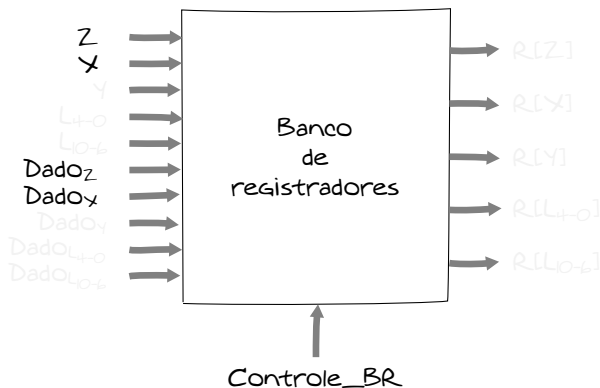 Z
X
Y
L4-0
L10-6
DadoZ
DadoX
DadoY
DadoL4-0
DadoL10-6
Banco
de
registradores
R[Z]
R[X]
R[Y]
R[L4-0]
R[L10-6]
Controle_BR